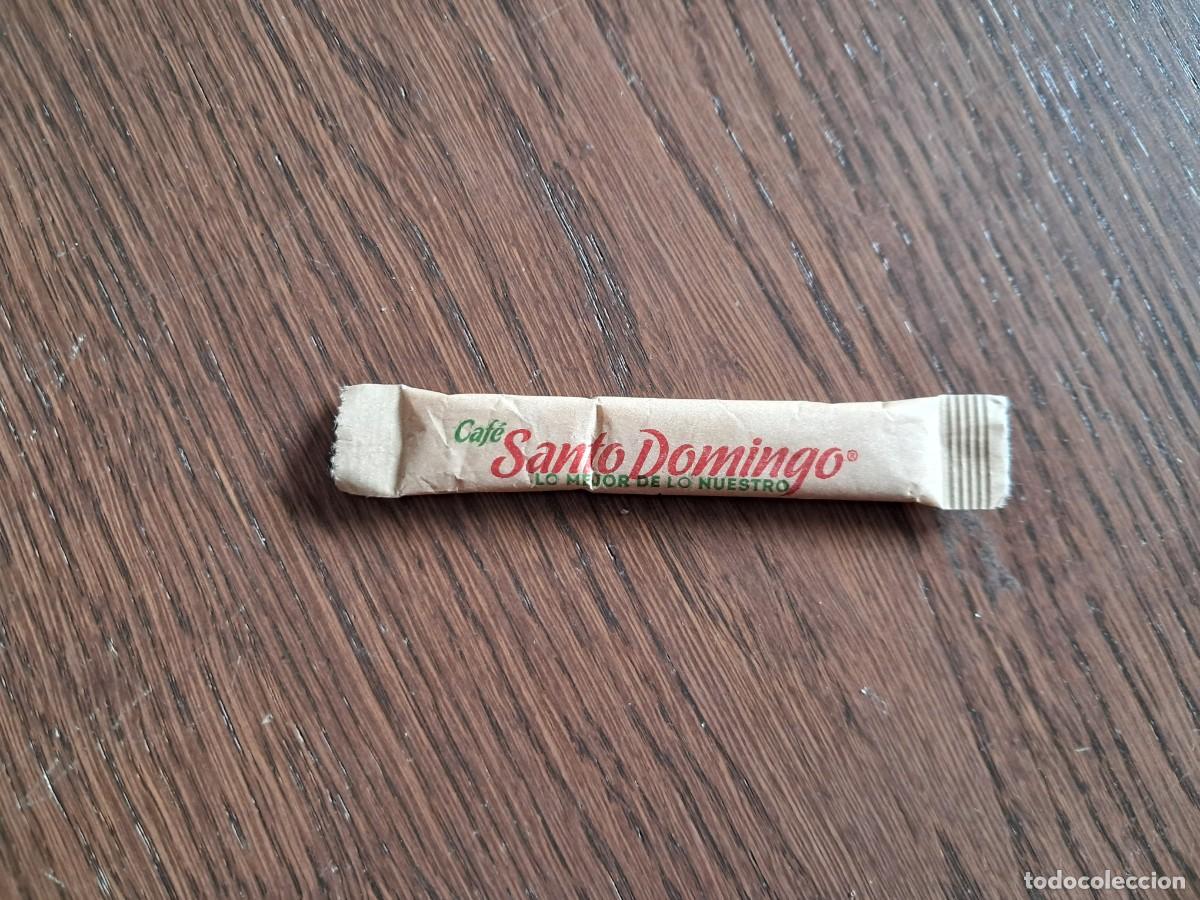 Café
Santo Domingo®
LO MEJOR DE LO NUESTRO
todocoleccion